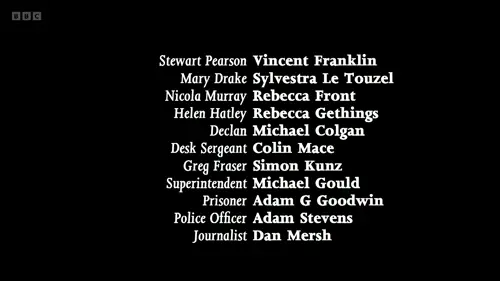 BBC
Stewart Pearson Vincent Franklin
Mary Drake Sylvestra Le Touzel
Nicola Murray Rebecca Front
Helen Hatley Rebecca Gethings
Declan Michael Colgan
Desk Sergeant Colin Mace
Greg Fraser Simon Kunz
Superintendent Michael Gould
Prisoner Adam G Goodwin
Police Officer Adam Stevens
Journalist Dan Mersh